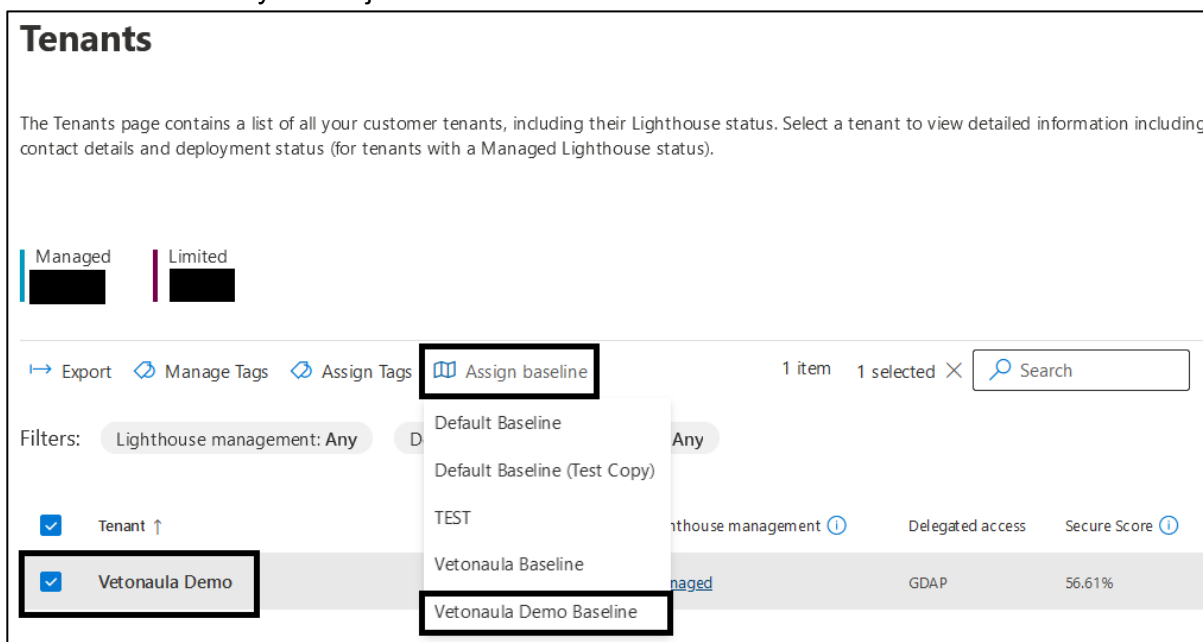 Tenants
The Tenants page contains a list of all your customer tenants, including their Lighthouse status. Select a tenant to view detailed information including
contact details and deployment status (for tenants with a Managed Lighthouse status).
Managed Limited
Export Manage Tags Assign Tags Assign baseline 1 item 1 selected Search
Default Baseline
Filters: Lighthouse management: Any Any
Default Baseline (Test Copy)
TEST
Tenant ↑ management Delegated access Secure Score
Vetonaula Baseline
Vetonaula Demo GDAP 56.61%
Vetonaula Demo Baseline